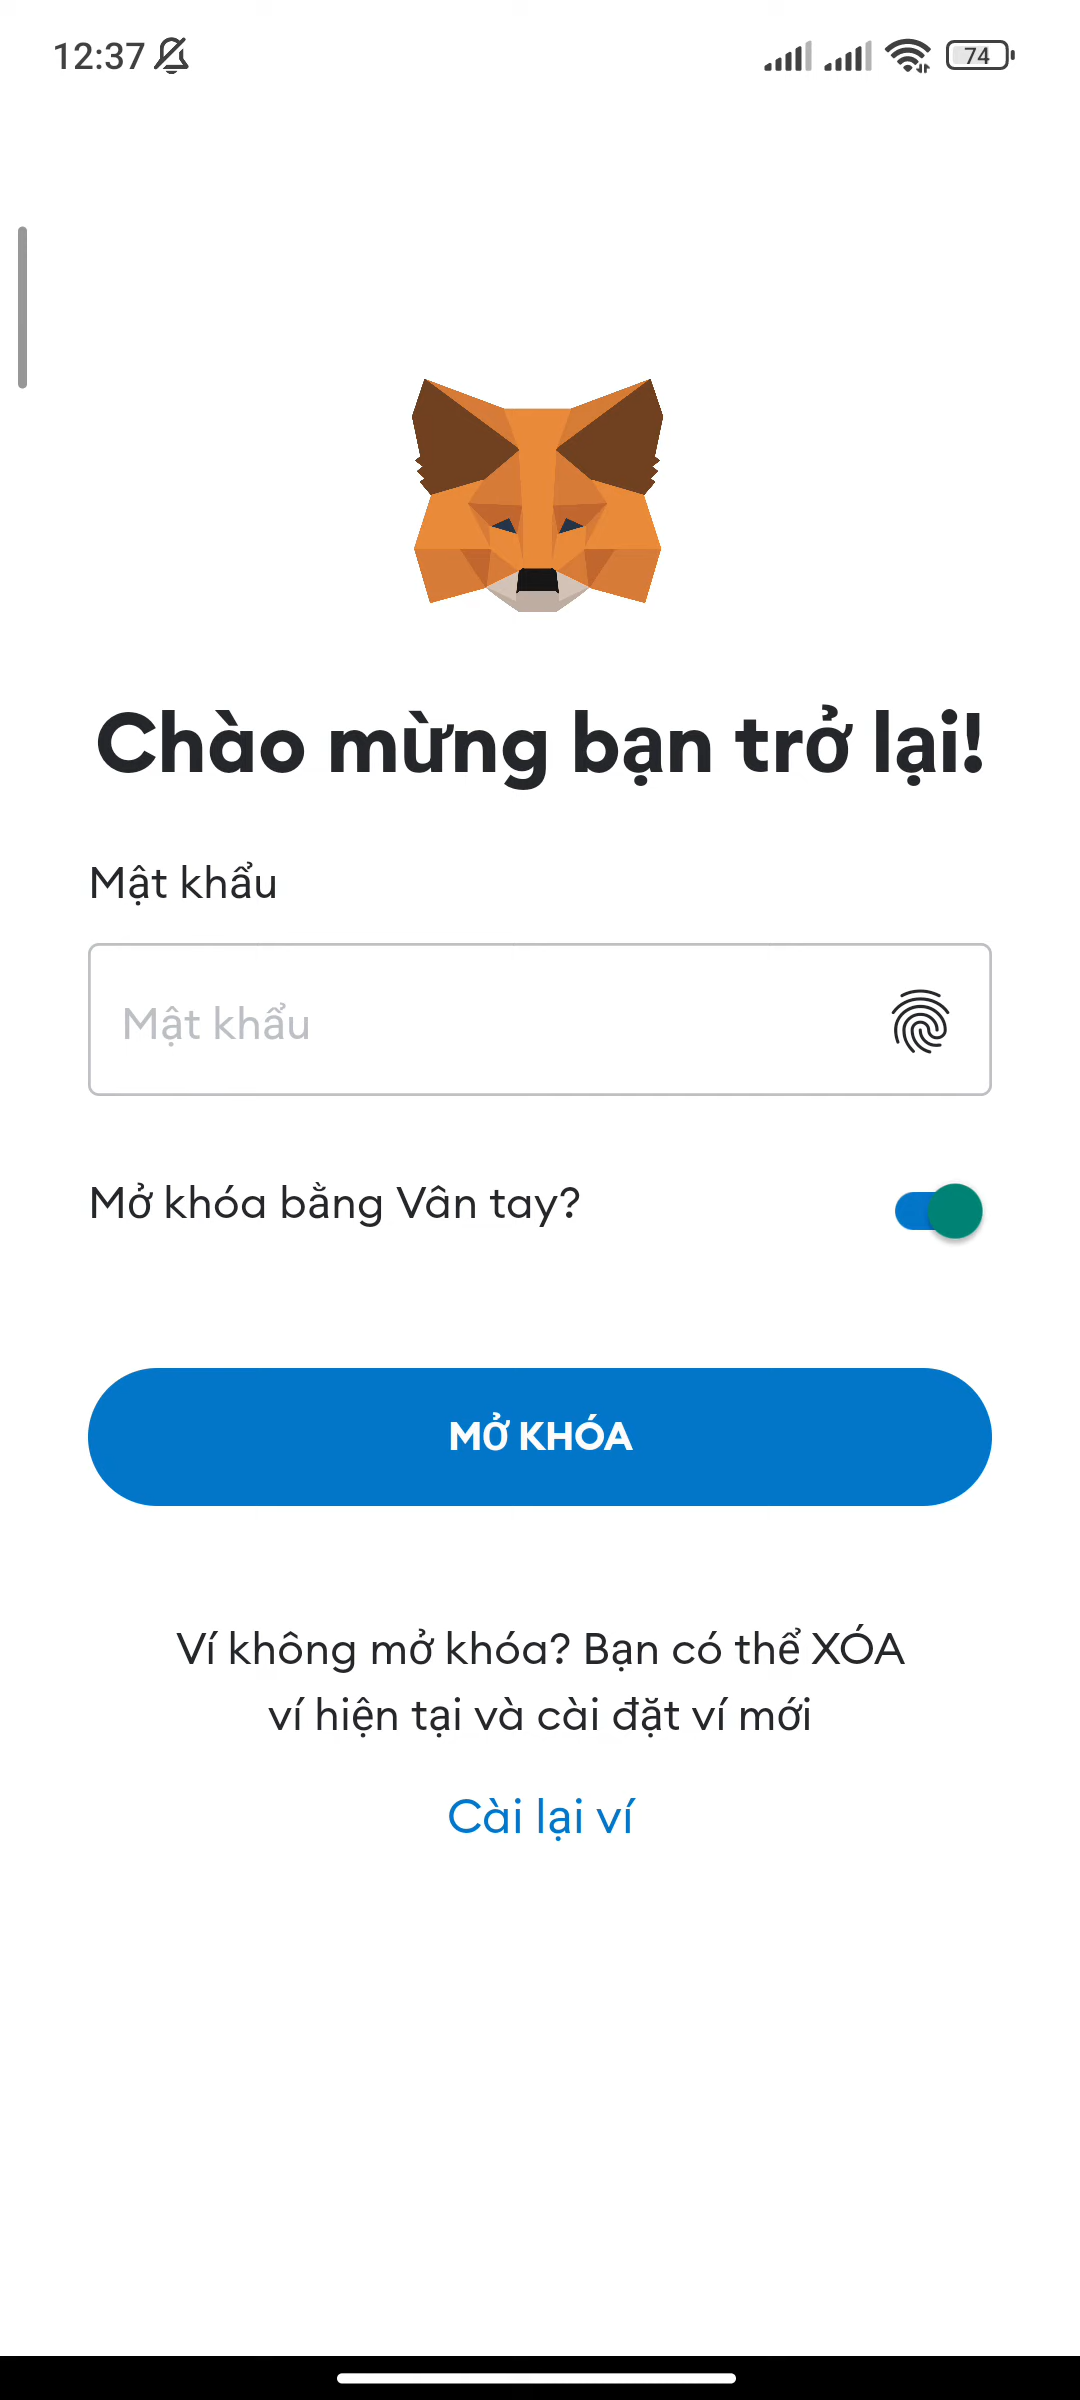 12:37
74
Chào mừng bạn trở lại!
Mật khẩu
Mật khẩu
Mở khóa bằng Vân tay?
MỞ KHÓA
Ví không mở khóa? Bạn có thể XÓA
ví hiện tại và cài đặt ví mới
Cài lại ví